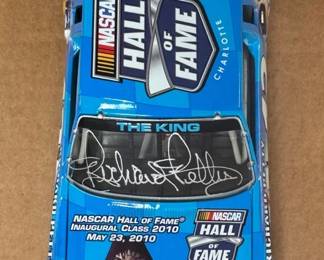 NASCAR
HALL
OF
FAME
CHARLOTTE
THE KING
Richard Petty
NASCAR HALL OF FAME®
INAUGURAL CLASS 2010
MAY 23, 2010
NASCAR
HALL
OF
FAME